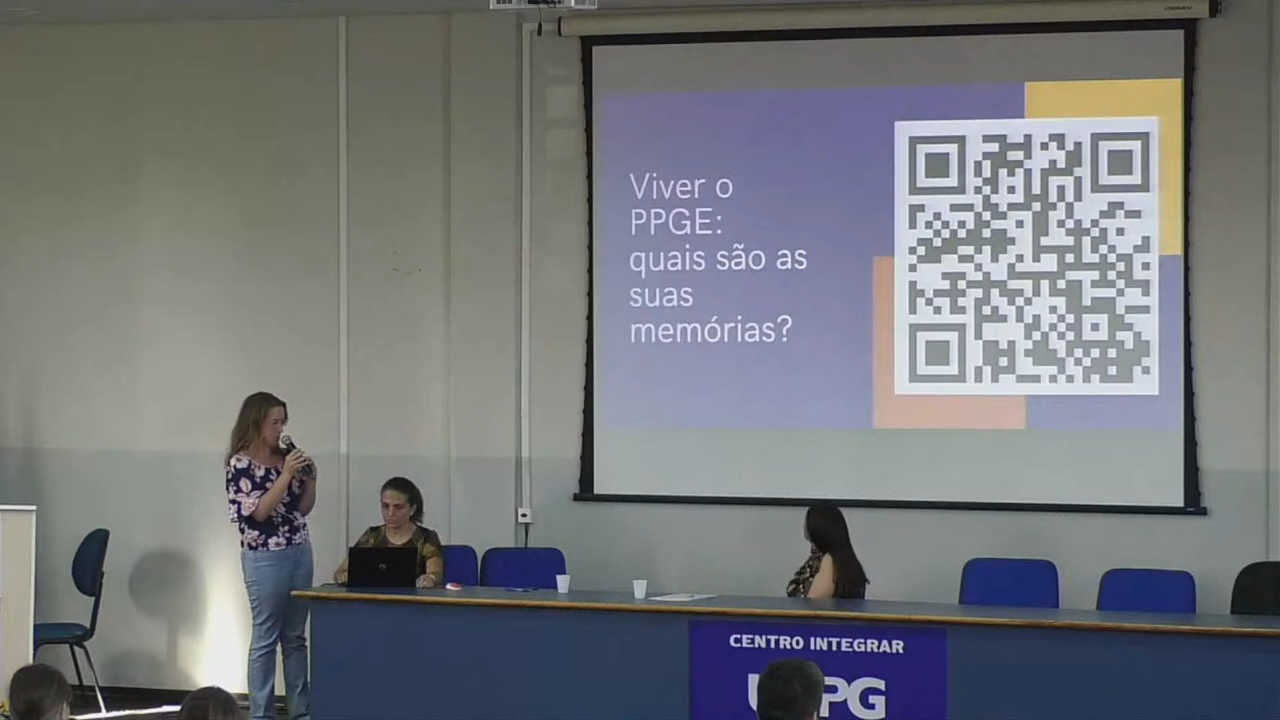 Viver o
PPGE:
quais são as
suas
memórias?
CENTRO INTEGRAR